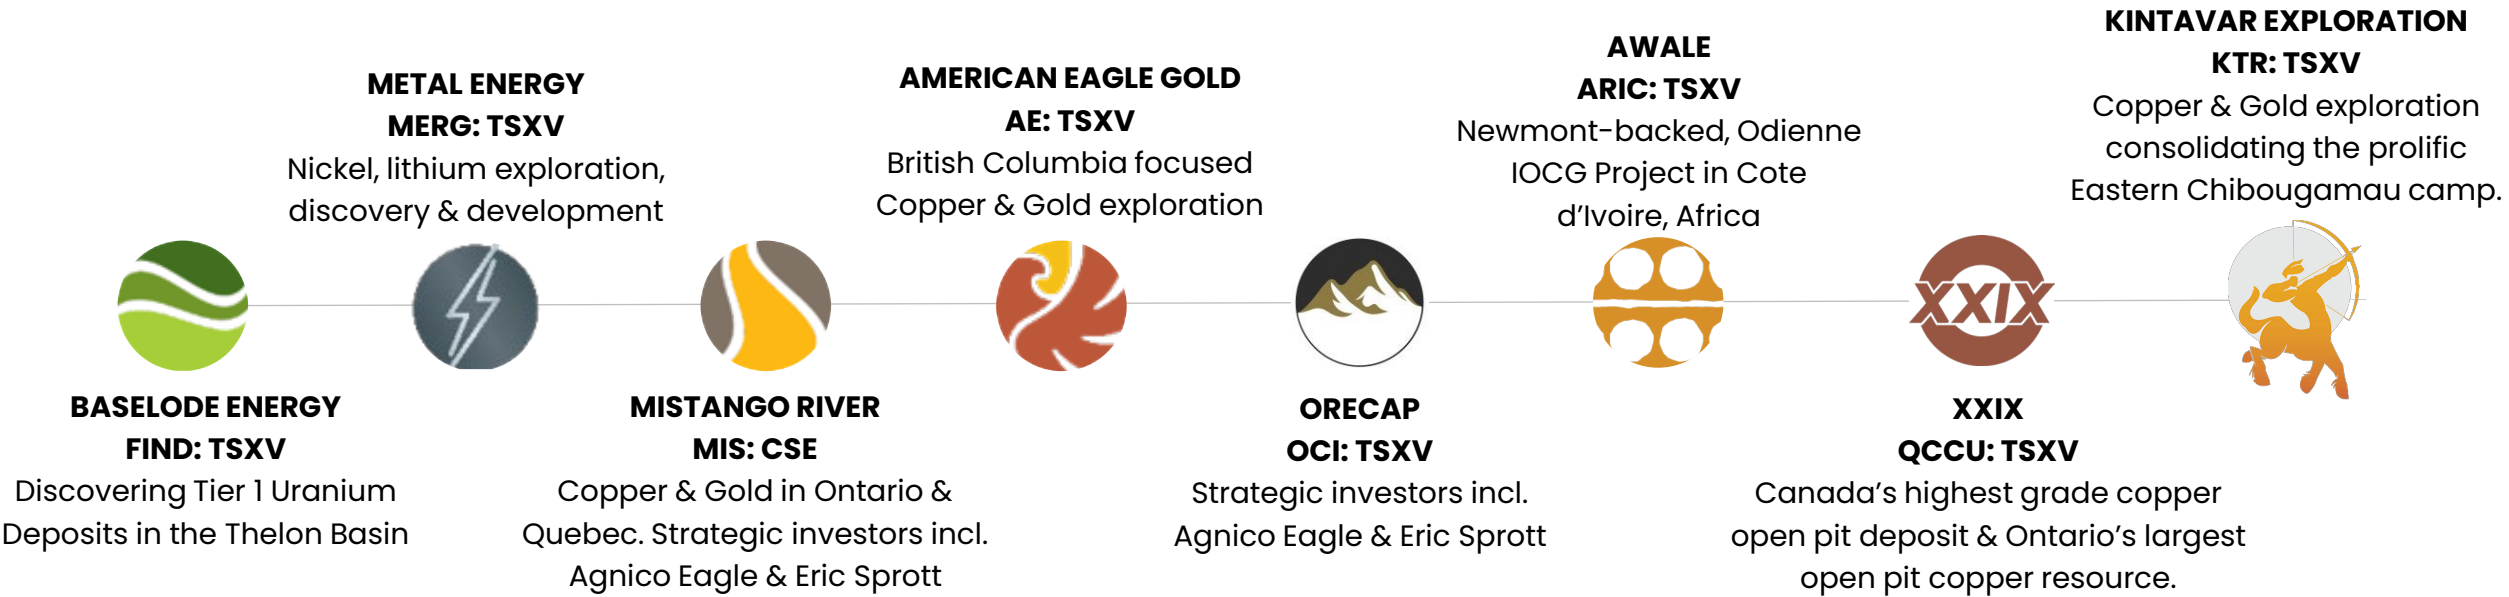 BASELODE ENERGY
FIND: TSXV
Discovering Tier 1 Uranium
Deposits in the Thelon Basin
METAL ENERGY
MERG: TSXV
Nickel, lithium exploration,
discovery & development
MISTANGO RIVER
MIS: CSE
Copper & Gold in Ontario &
Quebec. Strategic investors incl.
Agnico Eagle & Eric Sprott
AMERICAN EAGLE GOLD
AE: TSXV
British Columbia focused
Copper & Gold exploration
ORECAP
OCI: TSXV
Strategic investors incl.
Agnico Eagle & Eric Sprott
AWALE
ARIC: TSXV
Newmont-backed, Odienne
IOCG Project in Cote
d’Ivoire, Africa
XXIX
XXIX
QCCU: TSXV
Canada’s highest grade copper
open pit deposit & Ontario’s largest
open pit copper resource.
KINTAVAR EXPLORATION
KTR: TSXV
Copper & Gold exploration
consolidating the prolific
Eastern Chibougamau camp.